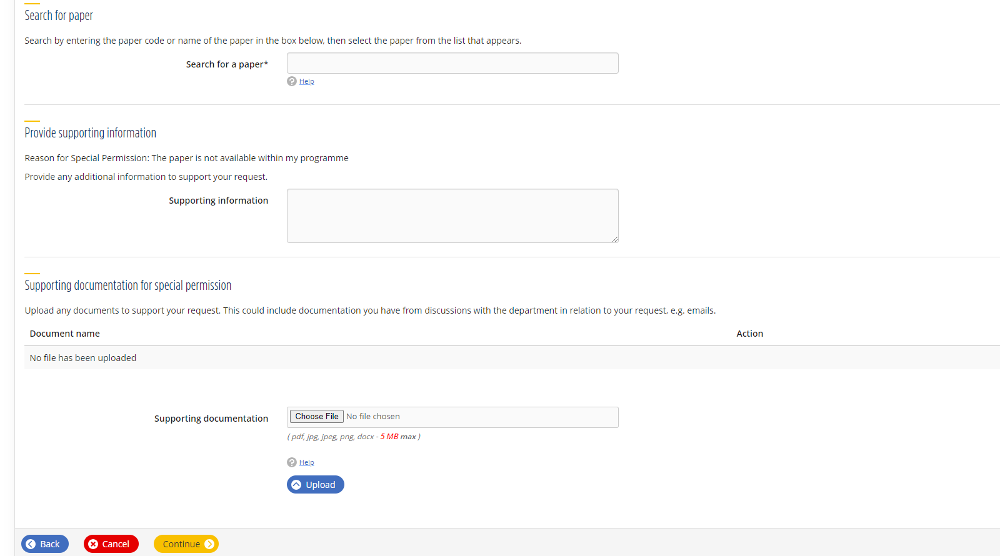 Search for paper
Search by entering the paper code or name of the paper in the box below, then select the paper from the list that appears.
Search for a paper*
Help
Provide supporting information
Reason for Special Permission: The paper is not available within my programme
Provide any additional information to support your request.
Supporting information
Supporting documentation for special permission
Upload any documents to support your request. This could include documentation you have from discussions with the department in relation to your request, e.g. emails.
Document name Action
No file has been uploaded
Supporting documentation Choose File No file chosen
( pdf, jpg, jpeg, png, docx - 5 MB max )
Help
Upload
Back Cancel Continue